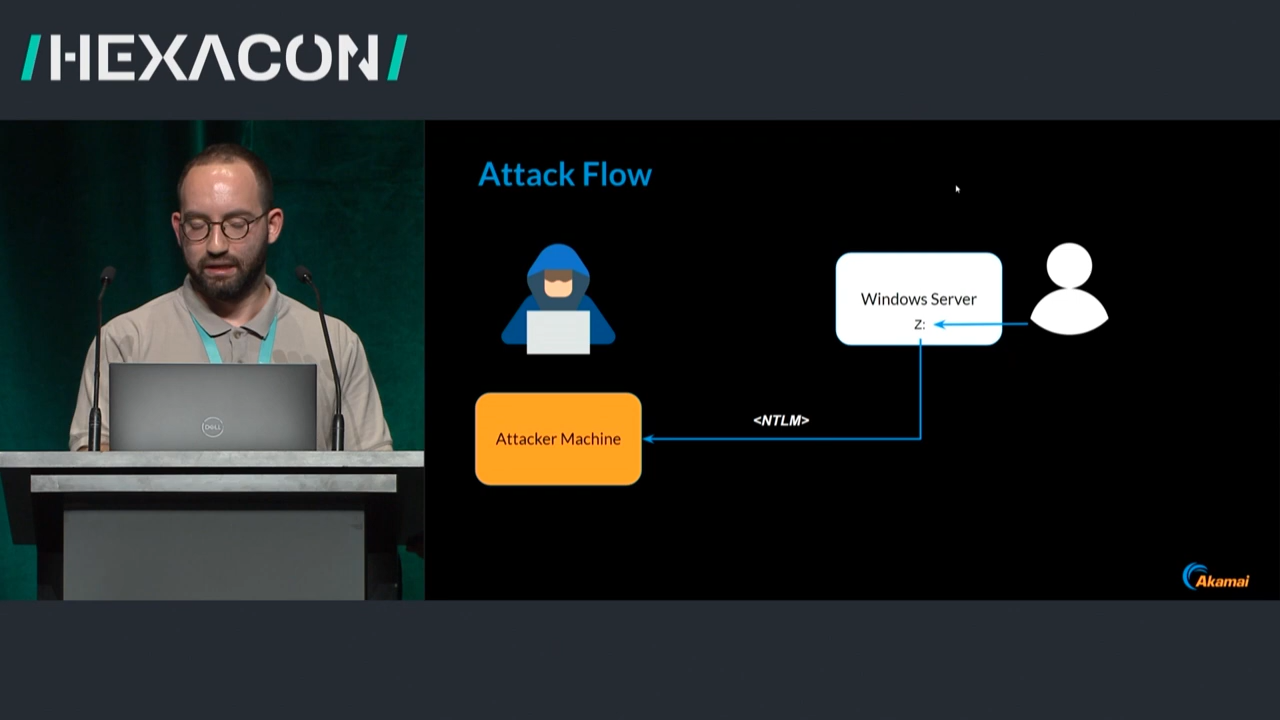 /HEXACON/
Attack Flow
Windows Server
Z:
<NTLM>
Attacker Machine
DELL
Akamai